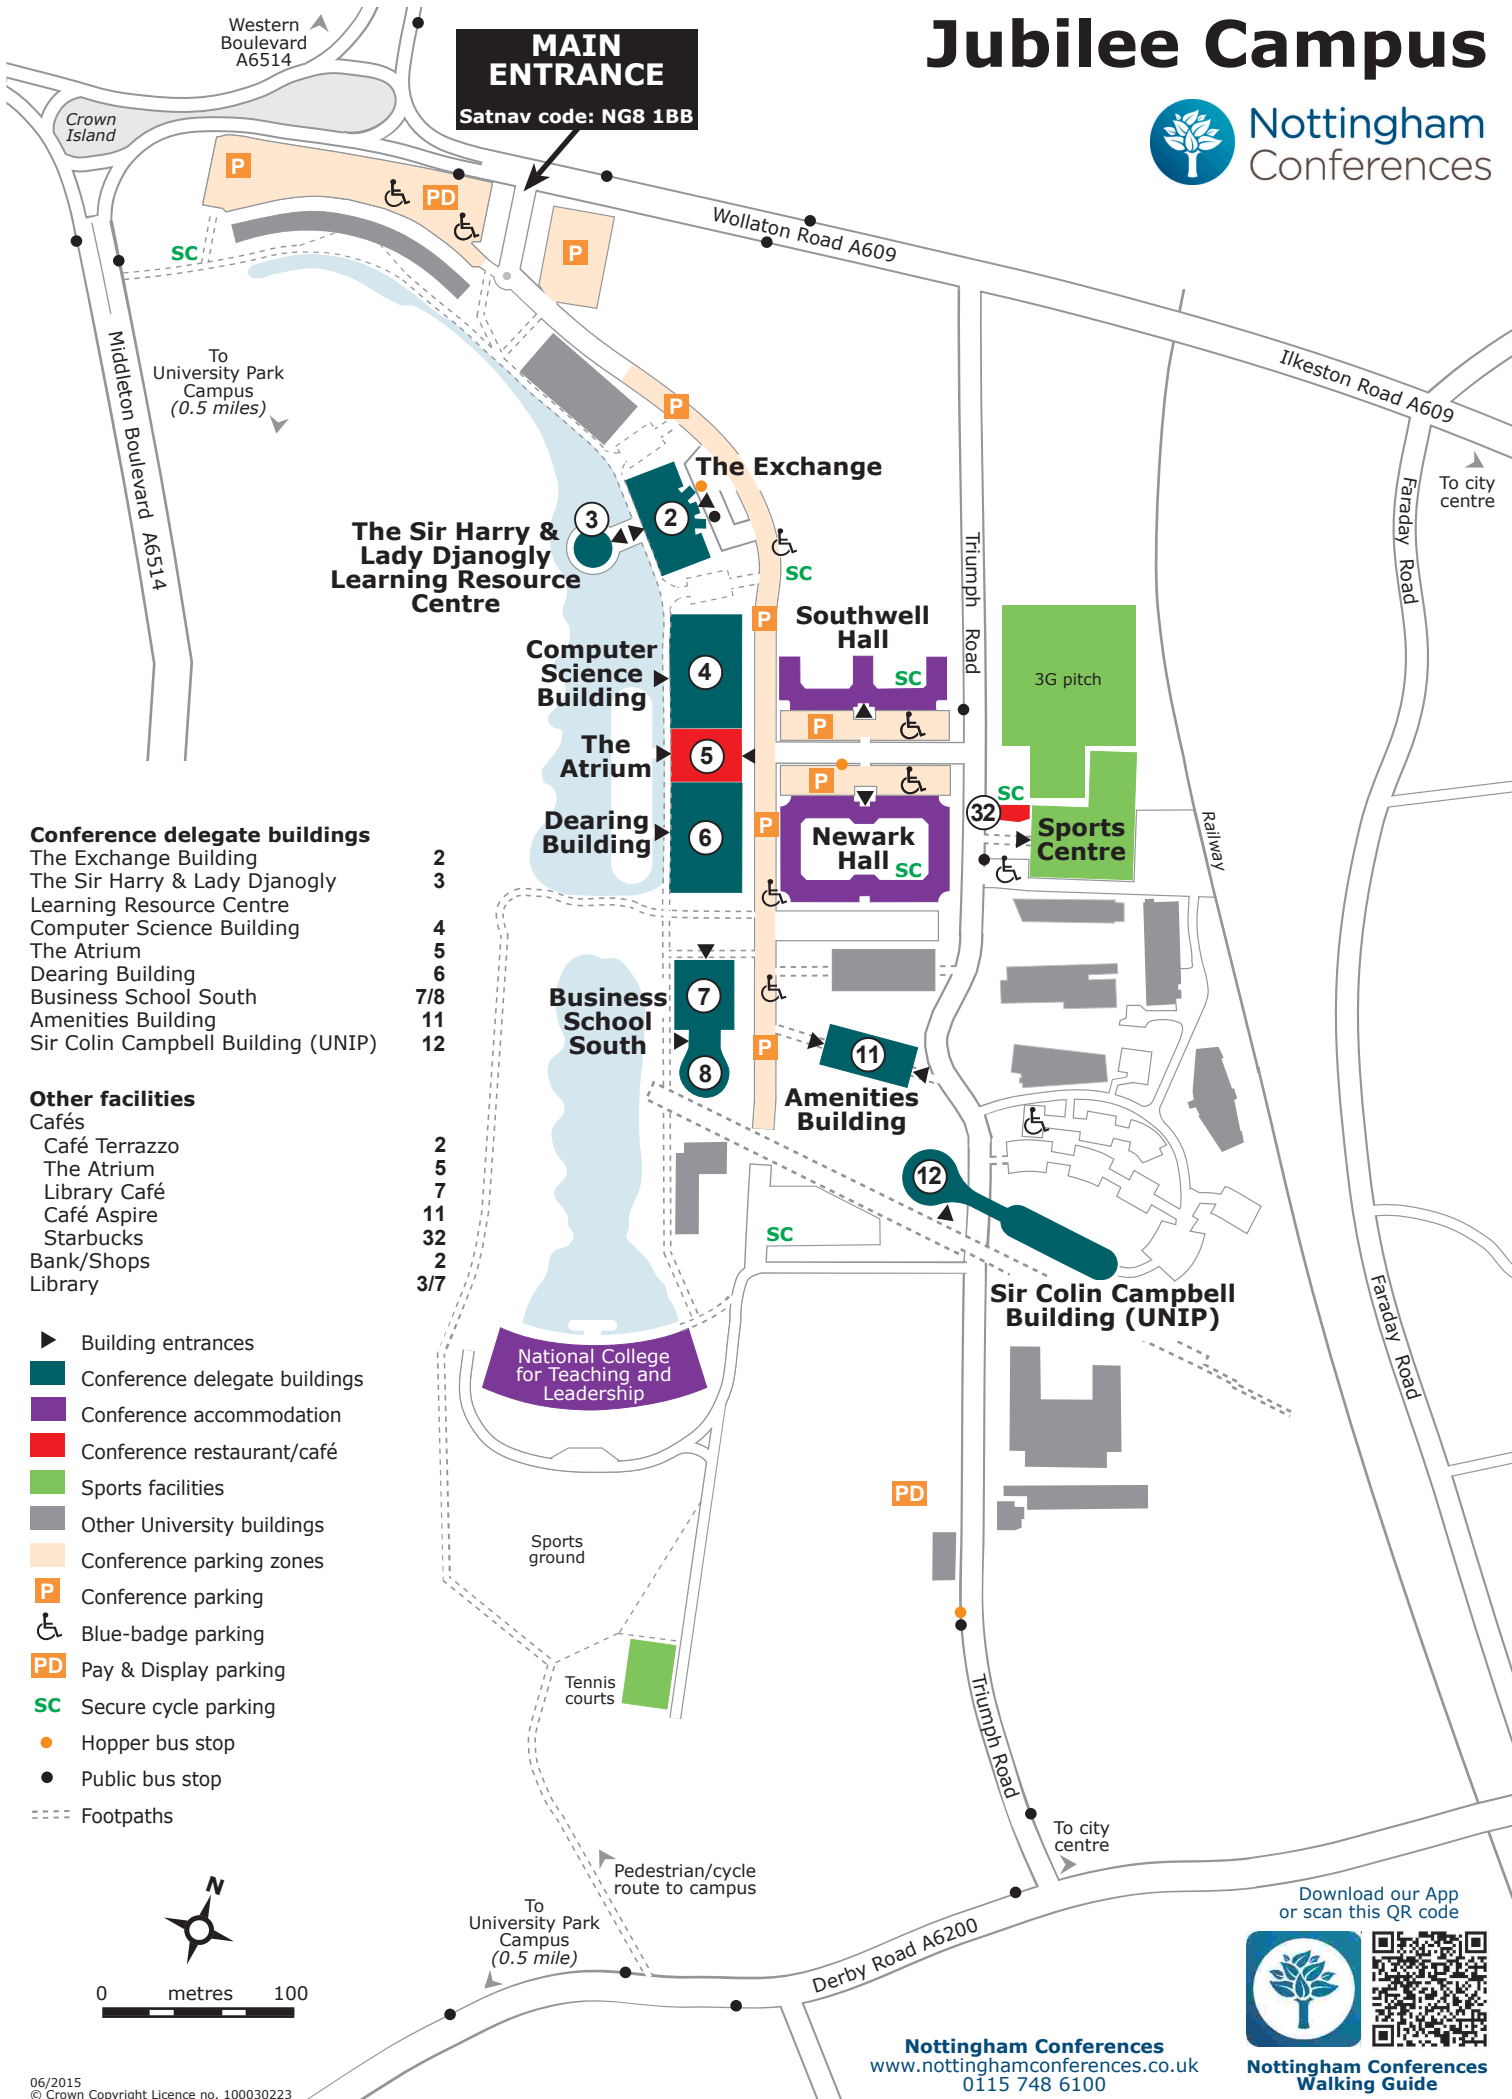 Jubilee Campus
Nottingham
Conferences
MAIN
ENTRANCE
Satnav code: NG8 1BB
Western
Boulevard
A6514
Crown
Island
P
PD
P
SC
Wollaton Road A609
Ilkeston Road A609
To city
centre
Faraday Road
Middleton Boulevard A6514
To
University Park
Campus
(0.5 miles)
P
The Exchange
2
3
The Sir Harry &
Lady Djanogly
Learning Resource
Centre
SC
Triumph Road
P
Southwell
Hall
SC
Computer
Science
Building
4
3G pitch
P
The
Atrium
5
P
SC
32
Dearing
Building
6
P
Newark
Hall
SC
Sports
Centre
Railway
Conference delegate buildings
The Exchange Building 2
The Sir Harry & Lady Djanogly 3
Learning Resource Centre
Computer Science Building 4
The Atrium 5
Dearing Building 6
Business School South 7/8
Amenities Building 11
Sir Colin Campbell Building (UNIP) 12
Business
School
South
7
8
P
11
Amenities
Building
12
SC
Sir Colin Campbell
Building (UNIP)
Faraday Road
Other facilities
Cafés
Café Terrazzo 2
The Atrium 5
Library Café 7
Café Aspire 11
Starbucks 32
Bank/Shops 2
Library 3/7
Building entrances
Conference delegate buildings
Conference accommodation
Conference restaurant/café
Sports facilities
Other University buildings
Conference parking zones
P Conference parking
Blue-badge parking
PD Pay & Display parking
SC Secure cycle parking
Hopper bus stop
Public bus stop
Footpaths
National College
for Teaching and
Leadership
PD
Sports
ground
Tennis
courts
Triumph Road
To city
centre
Pedestrian/cycle
route to campus
To
University Park
Campus
(0.5 mile)
Derby Road A6200
N
0 metres 100
Download our App
or scan this QR code
Nottingham Conferences
Walking Guide
Nottingham Conferences
www.nottinghamconferences.co.uk
0115 748 6100
06/2015
© Crown Copyright Licence no. 100030223